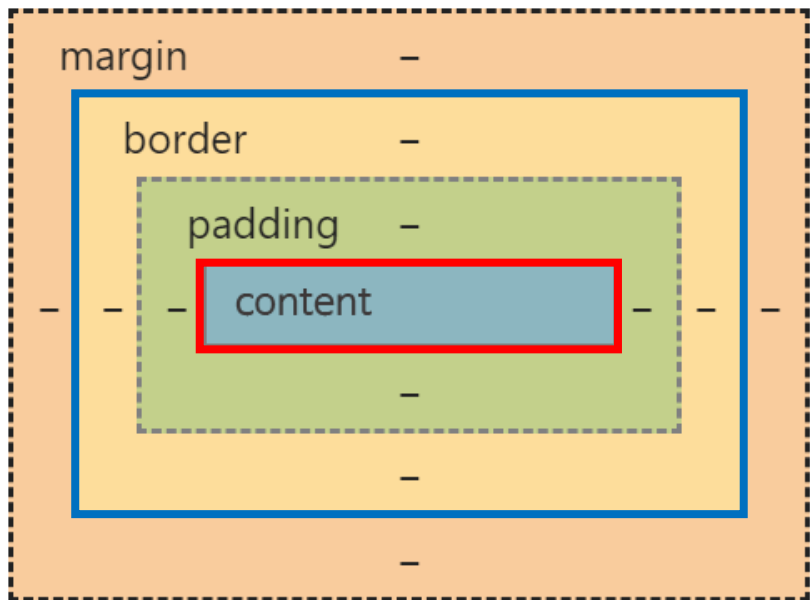 margin –
border –
padding –
– – – content – – –
–
–
–